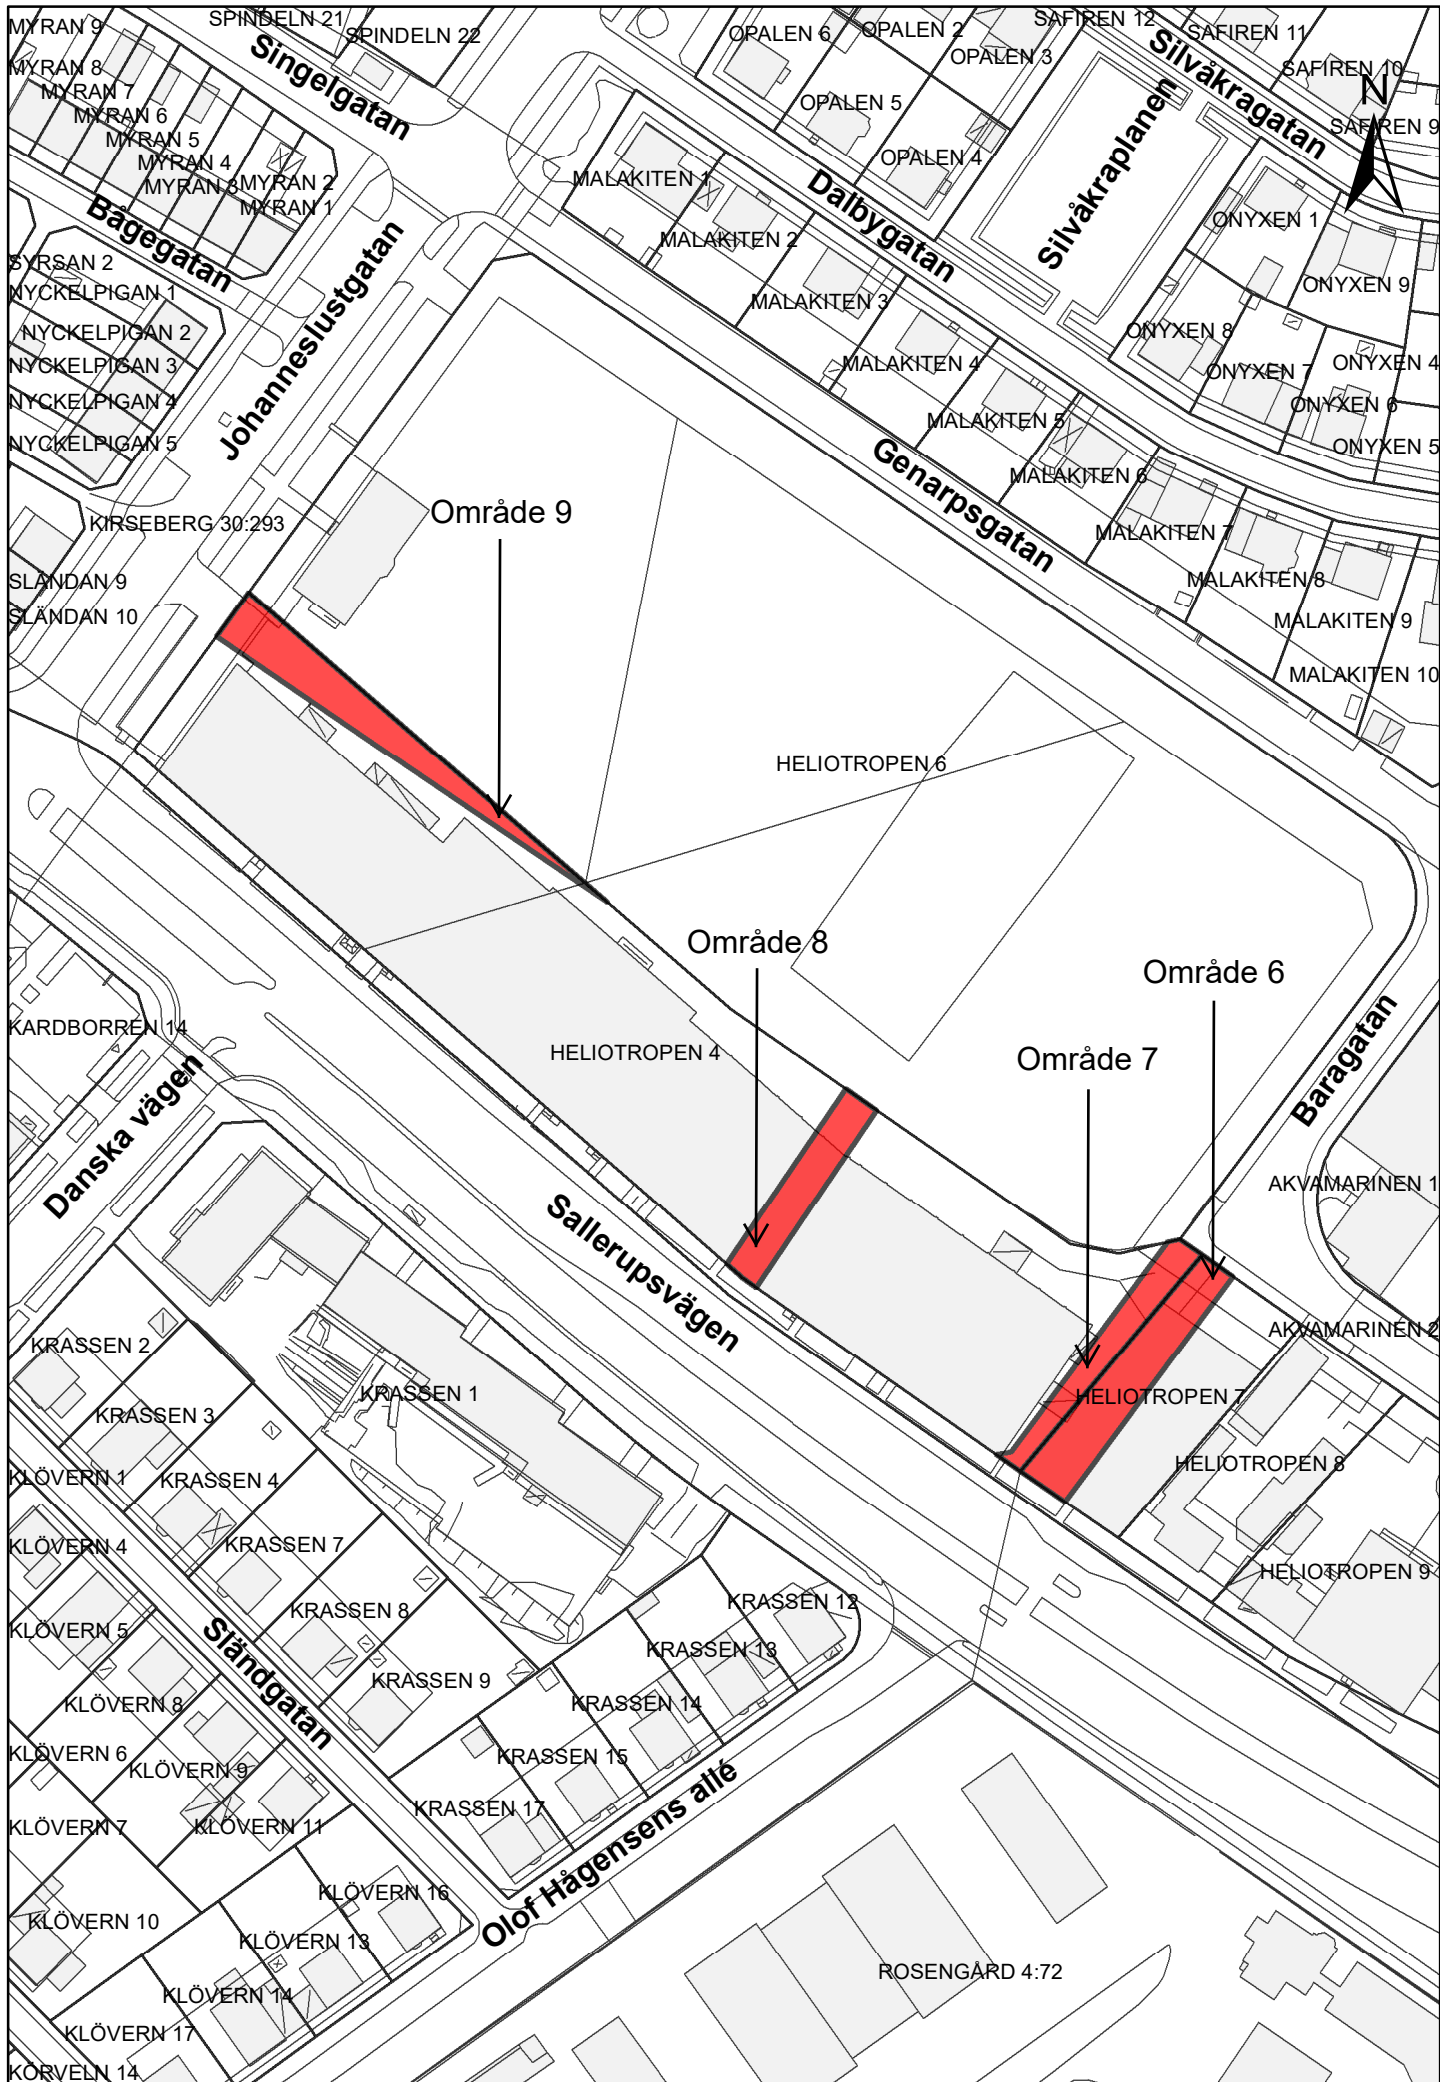 MYRAN 9
SPINDELN 21
SPINDELN 22
OPALEN 6
OPALEN 2
SAFIREN 12
SAFIREN 11
OPALEN 3
MYRAN 8
Singelgatan
Silvåkragatan
SAFIREN 10
MYRAN 7
N
MYRAN 6
OPALEN 5
SAFIREN 9
MYRAN 5
MYRAN 4
OPALEN 4
Silvåkraplanen
MYRAN 3
MYRAN 2
MALAKITEN 1
MYRAN 1
Dalbygatan
ONYXEN 1
Bågegatan
MALAKITEN 2
SYRSAN 2
NYCKELPIGAN 1
MALAKITEN 3
ONYXEN 9
NYCKELPIGAN 2
ONYXEN 8
Johanneslustgatan
NYCKELPIGAN 3
MALAKITEN 4
ONYXEN 7
ONYXEN 4
NYCKELPIGAN 4
ONYXEN 6
MALAKITEN 5
NYCKELPIGAN 5
ONYXEN 5
MALAKITEN 6
Genarpsgatan
Område 9
KIRSEBERG 30:293
MALAKITEN 7
SLÄNDAN 9
MALAKITEN 8
SLÄNDAN 10
MALAKITEN 9
MALAKITEN 10
HELIOTROPEN 6
Område 8
Område 6
KARDBORREN 14
HELIOTROPEN 4
Område 7
Baragatan
Danska vägen
AKVAMARINEN 1
Sallerupsvägen
AKVAMARINEN 2
KRASSEN 2
KRASSEN 1
HELIOTROPEN 7
KRASSEN 3
HELIOTROPEN 8
KLÖVERN 1
KRASSEN 4
KLÖVERN 4
KRASSEN 7
HELIOTROPEN 9
KRASSEN 12
KRASSEN 8
KLÖVERN 5
KRASSEN 13
Sländgatan
KRASSEN 9
KLÖVERN 8
KRASSEN 14
KLÖVERN 6
KRASSEN 15
KLÖVERN 9
KRASSEN 17
KLÖVERN 7
KLÖVERN 11
Olof Hågensens allé
KLÖVERN 16
KLÖVERN 10
KLÖVERN 13
ROSENGÅRD 4:72
KLÖVERN 14
KLÖVERN 17
KÖRVELN 14